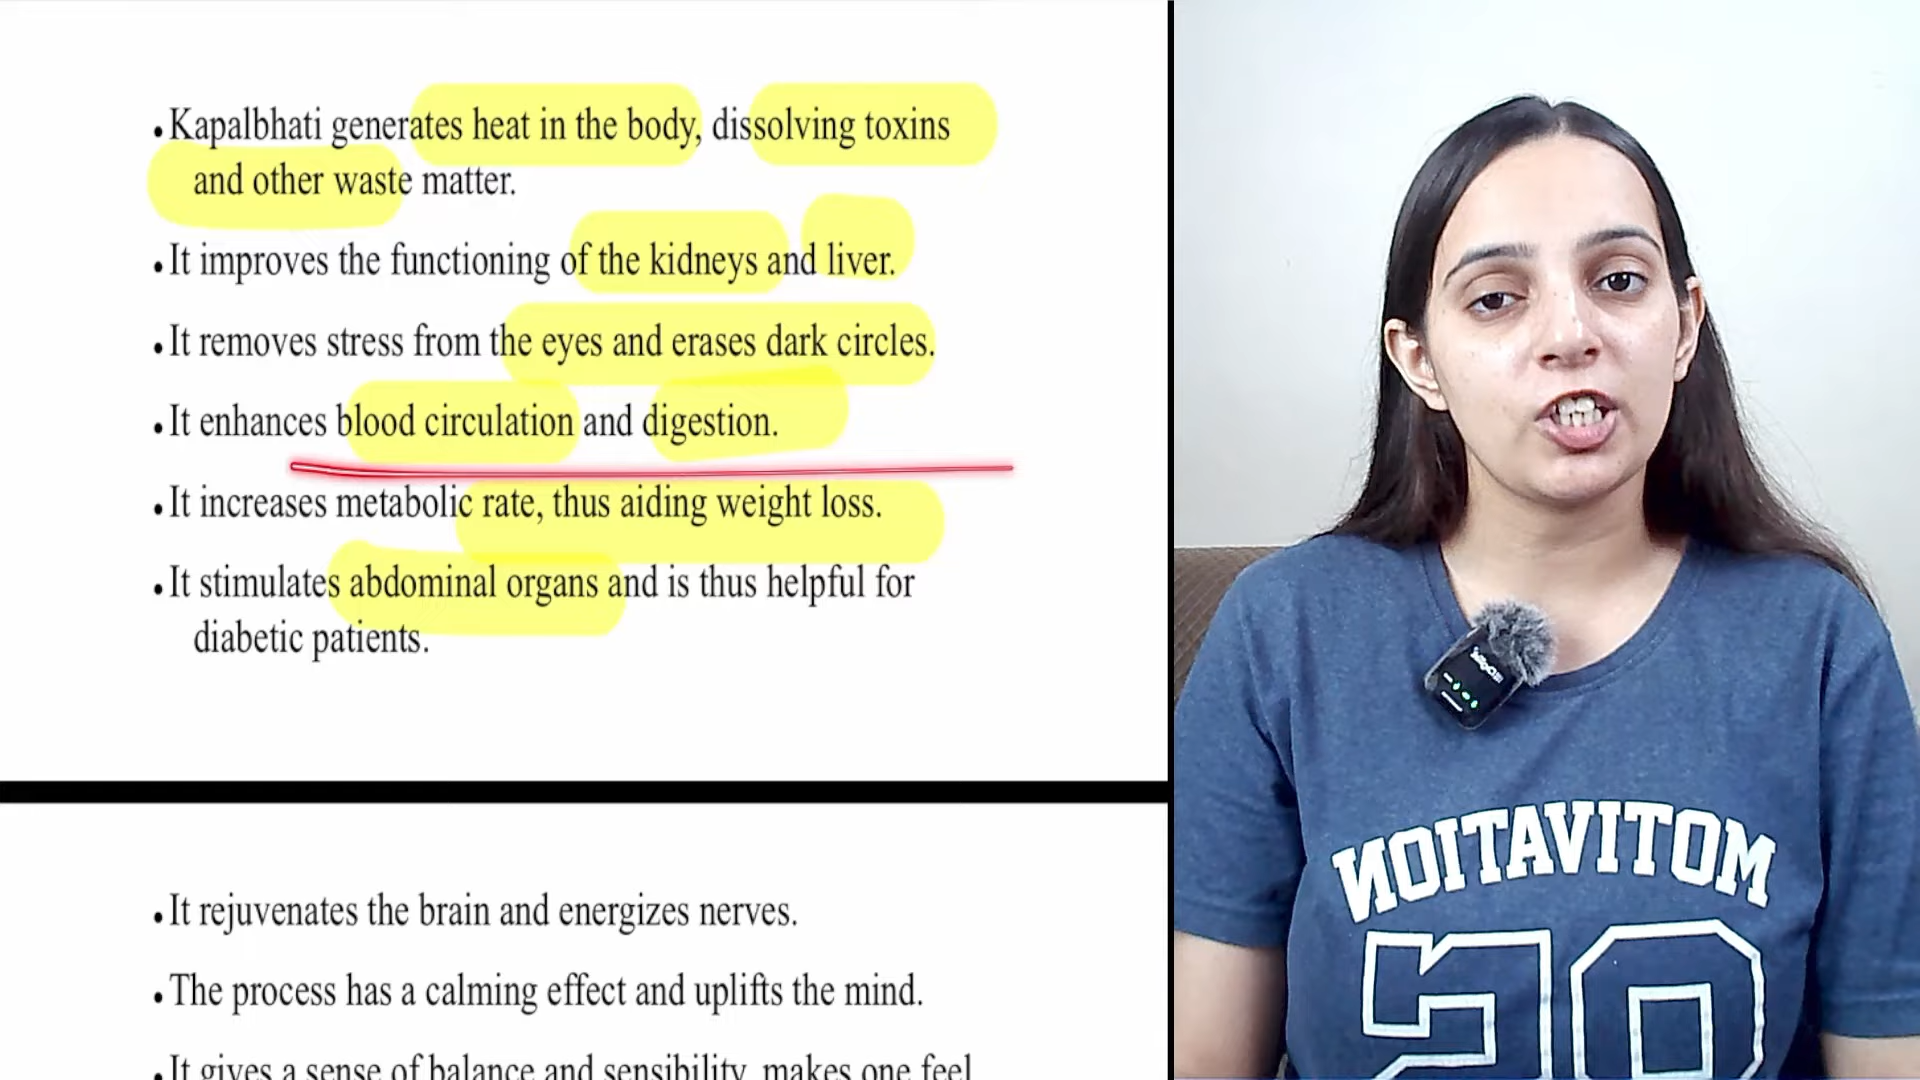 •Kapalbhati generates heat in the body, dissolving toxins
and other waste matter.
•It improves the functioning of the kidneys and liver.
•It removes stress from the eyes and erases dark circles.
•It enhances blood circulation and digestion.
•It increases metabolic rate, thus aiding weight loss.
•It stimulates abdominal organs and is thus helpful for
diabetic patients.
•It rejuvenates the brain and energizes nerves.
•The process has a calming effect and uplifts the mind.
•It gives a sense of balance and sensibility, makes one feel
MOTIVATION